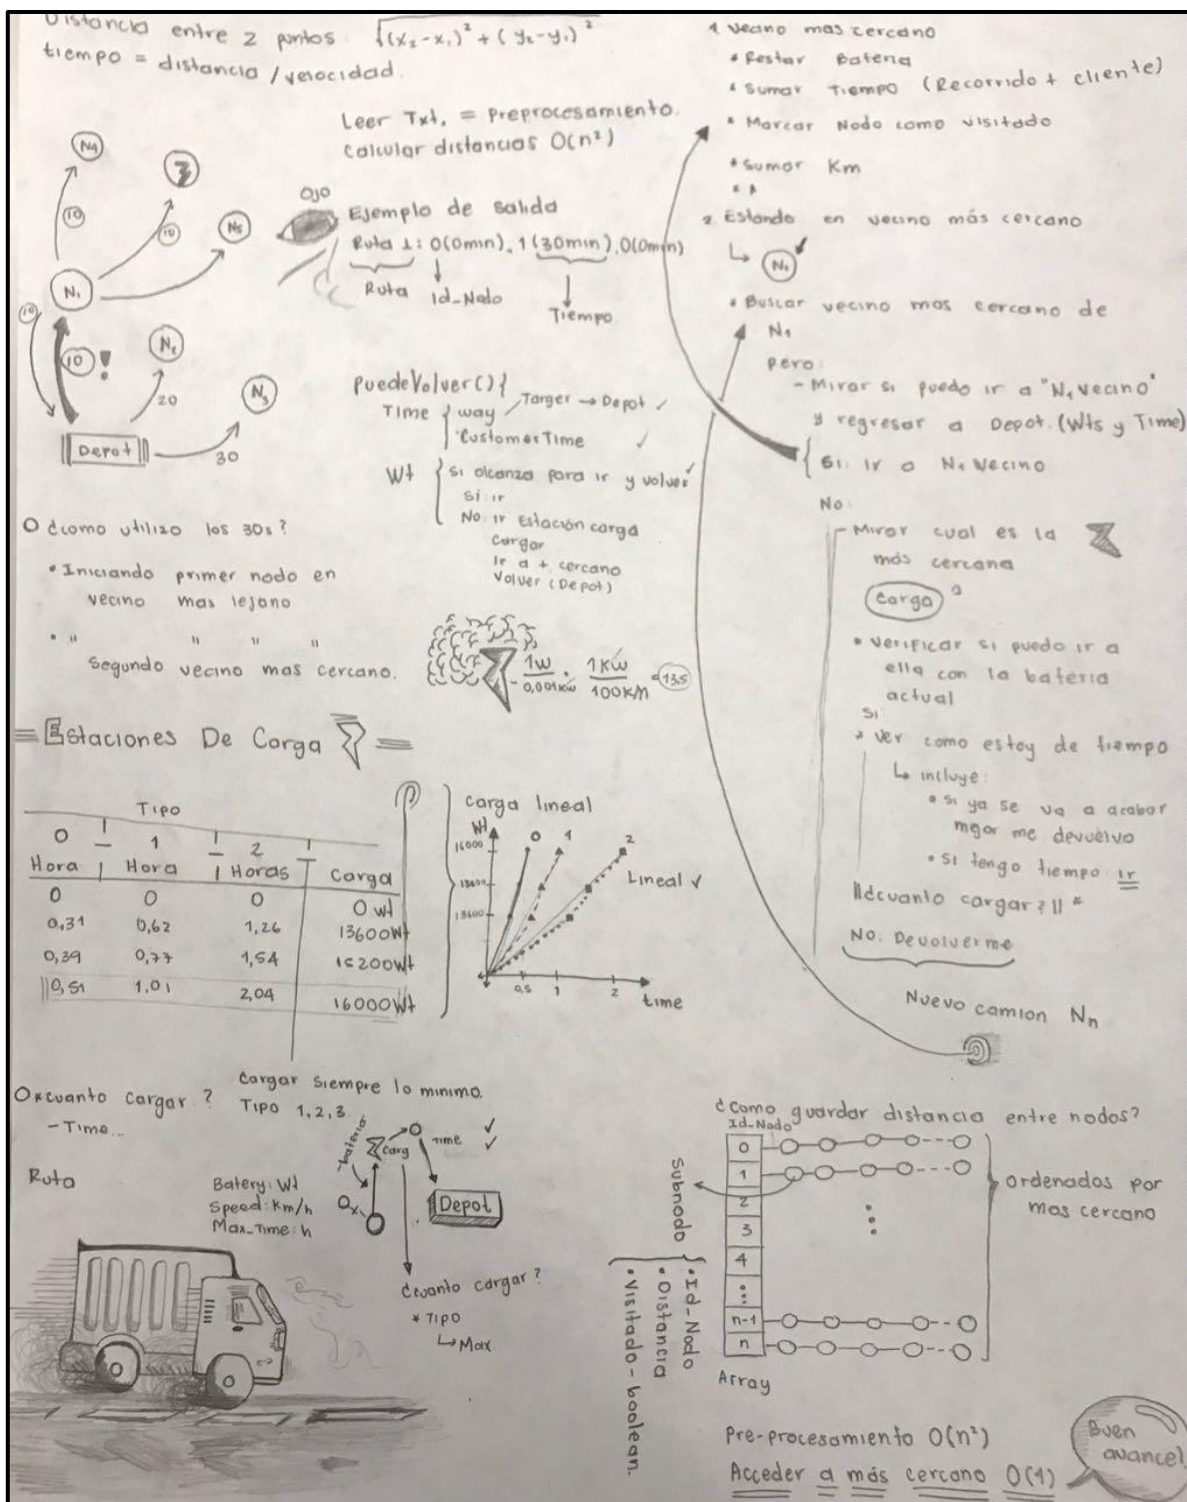 Distancia entre 2 puntos √(x₂-x₁)² + (y₂-y₁)²
tiempo = distancia / velocidad.
Leer Txt, = Preprocesamiento.
Calcular distancias O(n²)
N4
10
10
N5
N1
10
10 !
N2
20
N3
30
Depot
Ojo
Ejemplo de salida
Ruta 1: 0(0min), 1(30min), 0(0min)
Ruta
Id_Nodo
Tiempo
puedeVolver(){
Time
way
Targer → Depot ✓
CustomerTime ✓
Wt
si alcanza para ir y volver ✓
si: ir
No: ir Estación carga
Cargar
Ir a + cercano
Volver (Depot)
O ¿como utilizo los 30s?
• Iniciando primer nodo en
vecino mas lejano
• " " " "
Segundo vecino mas cercano.
1W
0,001Kw
·
1KW
100KM
=
= Estaciones De Carga =
Tipo
0 1 2
Hora Hora Horas Carga
0 0 0 0 Wt
0,31 0,62 1,26 13600Wt
0,39 0,77 1,54 200Wt
0,51 1,01 2,04 16000Wt
Carga lineal
Wt
0 1 2
16000
13600
Lineal ✓
0,5 1 2
time
O*cuanto cargar?
- Time...
Cargar siempre lo minimo.
Tipo 1,2,3
Ruta
Batery: Wt
Speed: Km/h
Max_Time: h
bateria
Carg
Time ✓
✓
Depot
¿cuanto cargar?
* Tipo
↳ Max
1. Vecino mas cercano
* Restar Bateria
* Sumar Tiempo (Recorrido + cliente)
* Marcar Nodo como visitado
* Sumar Km
2. Estando en vecino más cercano
↳ N1
* Buscar vecino mas cercano de
N1
pero:
- Mirar si puedo ir a "N1 vecino"
y regresar a Depot. (Wts y Time)
Si: ir a N1 Vecino
No:
- Mirar cual es la
más cercana
Carga
* Verificar si puedo ir a
ella con la bateria
actual
Si
* Ver como estoy de tiempo
↳ incluye:
• si ya se va a acabar
mejor me devuelvo
• Si tengo tiempo ir
||¿cuanto cargar?|| *
No: Devolverme
Nuevo camion Nn
¿Como guardar distancia entre nodos?
Id_Nodo
0
1
2
3
4
...
n-1
n
Array
ordenados por
mas cercano
Subnodo
• Id-Nodo
• Distancia
• Visitado - boolean.
Pre-procesamiento O(n²)
Acceder a más cercano O(1)
Buen
avance!